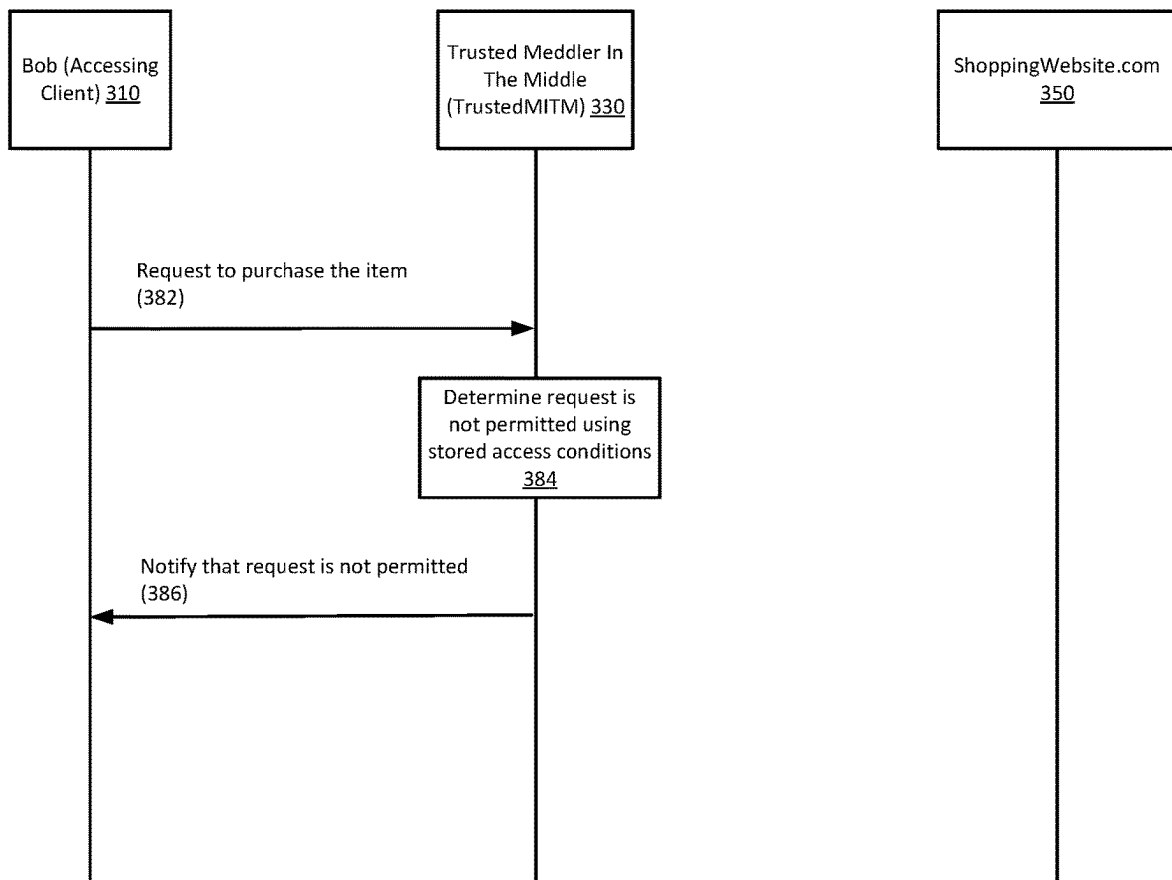 Bob (Accessing
Client) 310
Trusted Meddler In
The Middle
(TrustedMITM) 330
ShoppingWebsite.com
350
Request to purchase the item
(382)
Determine request is
not permitted using
stored access conditions
384
Notify that request is not permitted
(386)